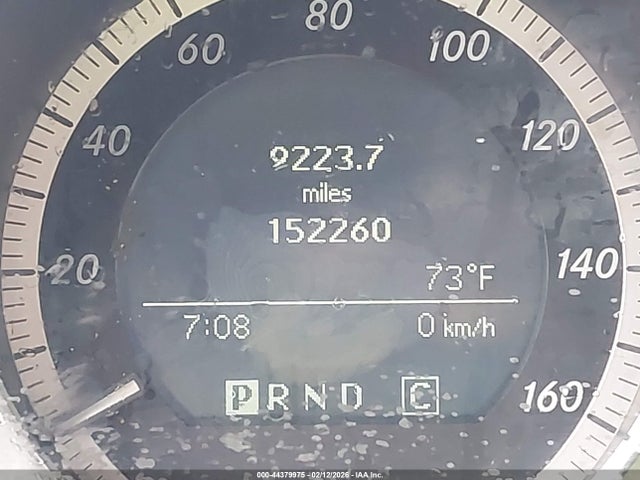 80
60 100
40 120
9223.7
miles
152260
20 140
73°F
7:08 0 km/h
P R N D C 160
000-44379975 - 02/12/2026 - IAA Inc.